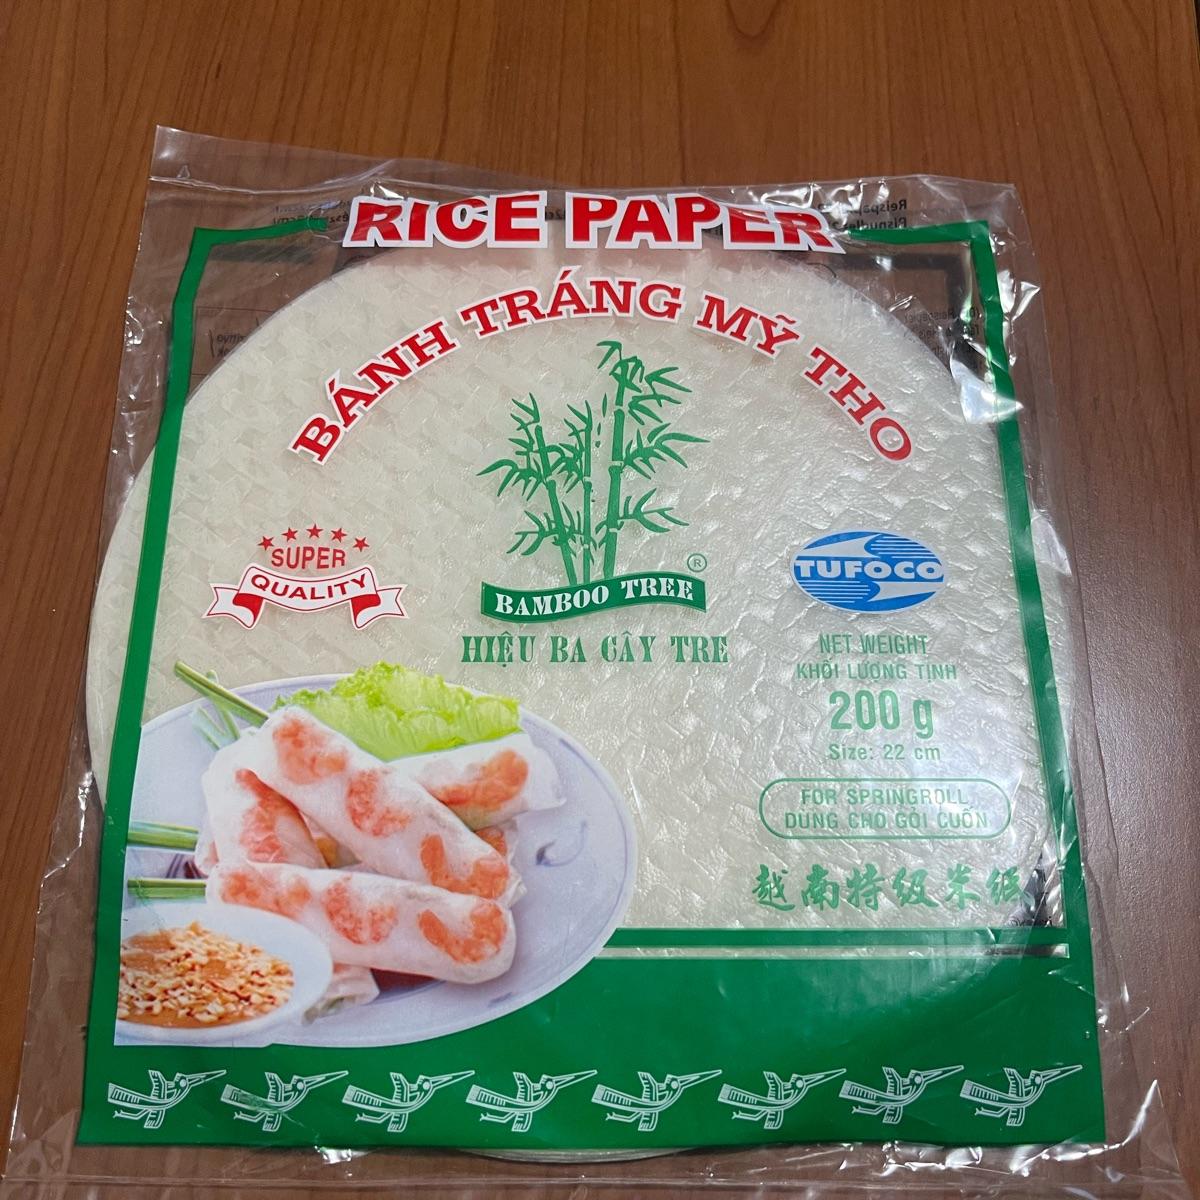 RICE PAPER
BÁNH TRÁNG MỸ THO
SUPER
QUALITY
BAMBOO TREE ®
HIỆU BA CÂY TRE
TUFOCO
NET WEIGHT
KHỐI LƯỢNG TỊNH
200 g
Size: 22 cm
FOR SPRINGROLL
DÙNG CHO GỎI CUỐN
越南特级米纸